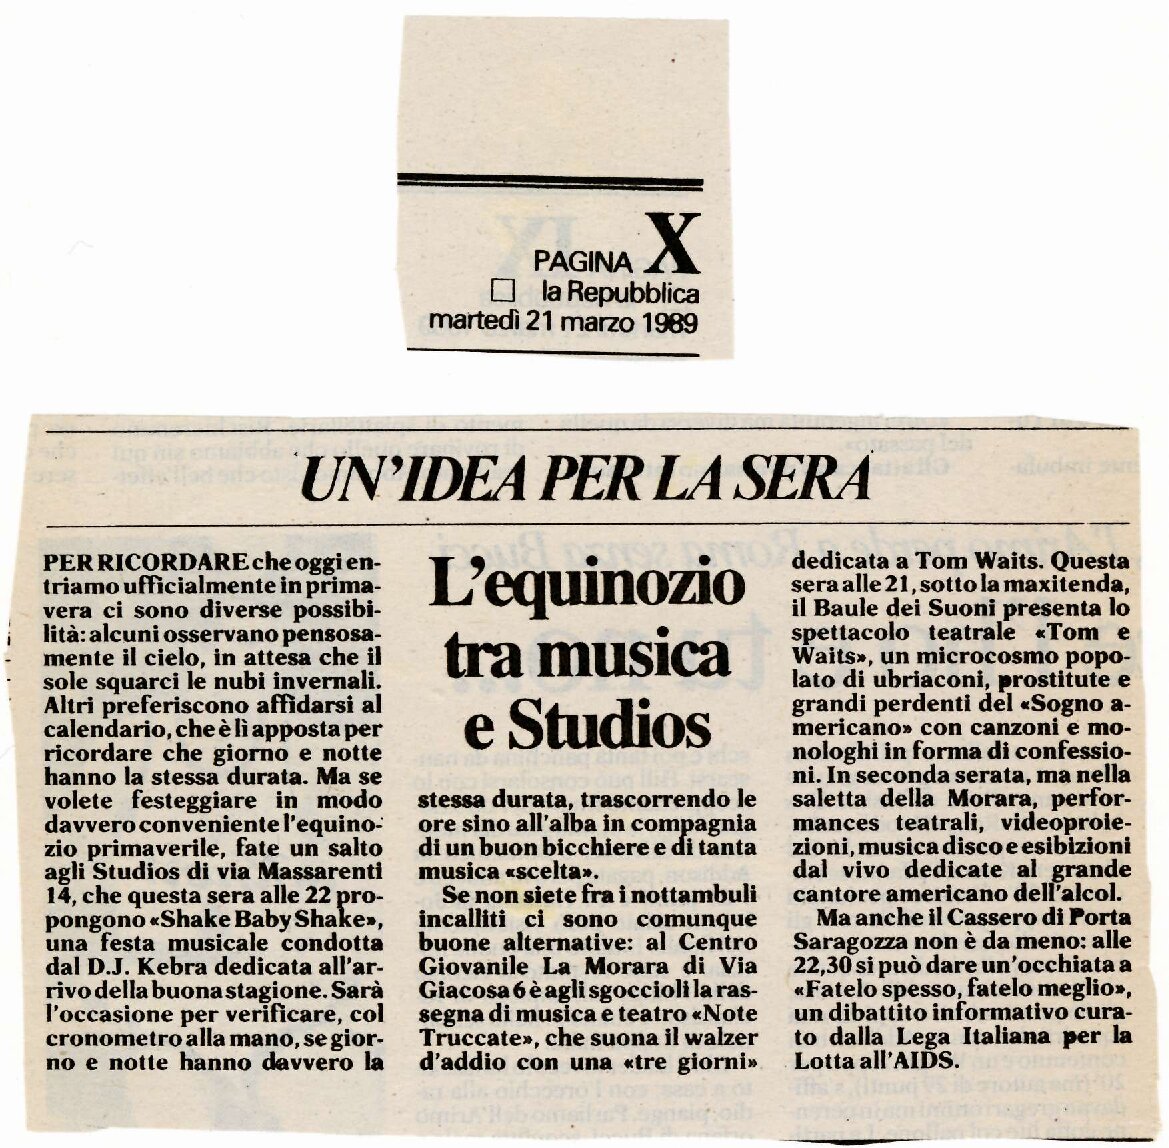 PAGINA X
la Repubblica
martedì 21 marzo 1989
UN'IDEA PER LA SERA
PER RICORDARE che oggi en-
triamo ufficialmente in prima-
vera ci sono diverse possibi-
lità: alcuni osservano pensosa-
mente il cielo, in attesa che il
sole squarci le nubi invernali.
Altri preferiscono affidarsi al
calendario, che è lì apposta per
ricordare che giorno e notte
hanno la stessa durata. Ma se
volete festeggiare in modo
davvero conveniente l'equino-
zio primaverile, fate un salto
agli Studios di via Massarenti
14, che questa sera alle 22 pro-
pongono «Shake Baby Shake»,
una festa musicale condotta
dal D.J. Kebra dedicata all'ar-
rivo della buona stagione. Sarà
l'occasione per verificare, col
cronometro alla mano, se gior-
no e notte hanno davvero la
L'equinozio
tra musica
e Studios
stessa durata, trascorrendo le
ore sino all'alba in compagnia
di un buon bicchiere e di tanta
musica «scelta».
Se non siete fra i nottambuli
incalliti ci sono comunque
buone alternative: al Centro
Giovanile La Morara di Via
Giacosa 6 è agli sgoccioli la ras-
segna di musica e teatro «Note
Truccate», che suona il walzer
d'addio con una «tre giorni»
dedicata a Tom Waits. Questa
sera alle 21, sotto la maxitenda,
il Baule dei Suoni presenta lo
spettacolo teatrale «Tom e
Waits», un microcosmo popo-
lato di ubriaconi, prostitute e
grandi perdenti del «Sogno a-
mericano» con canzoni e mo-
nologhi in forma di confessio-
ni. In seconda serata, ma nella
saletta della Morara, perfor-
mances teatrali, videoproie-
zioni, musica disco e esibizioni
dal vivo dedicate al grande
cantore americano dell'alcol.
Ma anche il Cassero di Porta
Saragozza non è da meno: alle
22,30 si può dare un'occhiata a
«Fatelo spesso, fatelo meglio»,
un dibattito informativo cura-
to dalla Lega Italiana per la
Lotta all'AIDS.